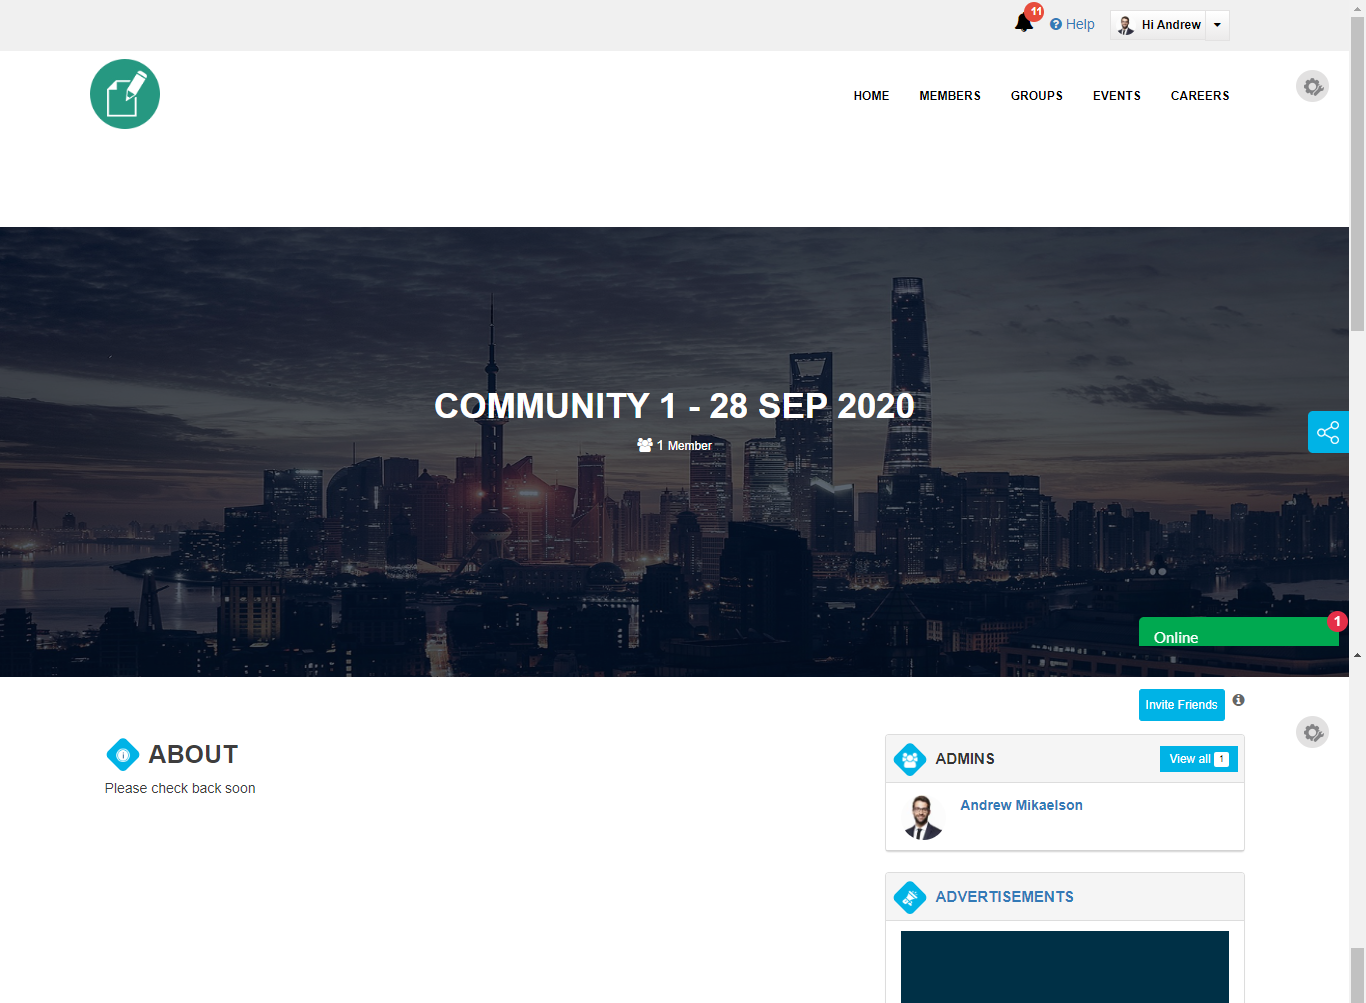 11
Help
Hi Andrew
HOME MEMBERS GROUPS EVENTS CAREERS
COMMUNITY 1 - 28 SEP 2020
1 Member
1
Online
Invite Friends
ABOUT
Please check back soon
ADMINS
View all 1
Andrew Mikaelson
ADVERTISEMENTS